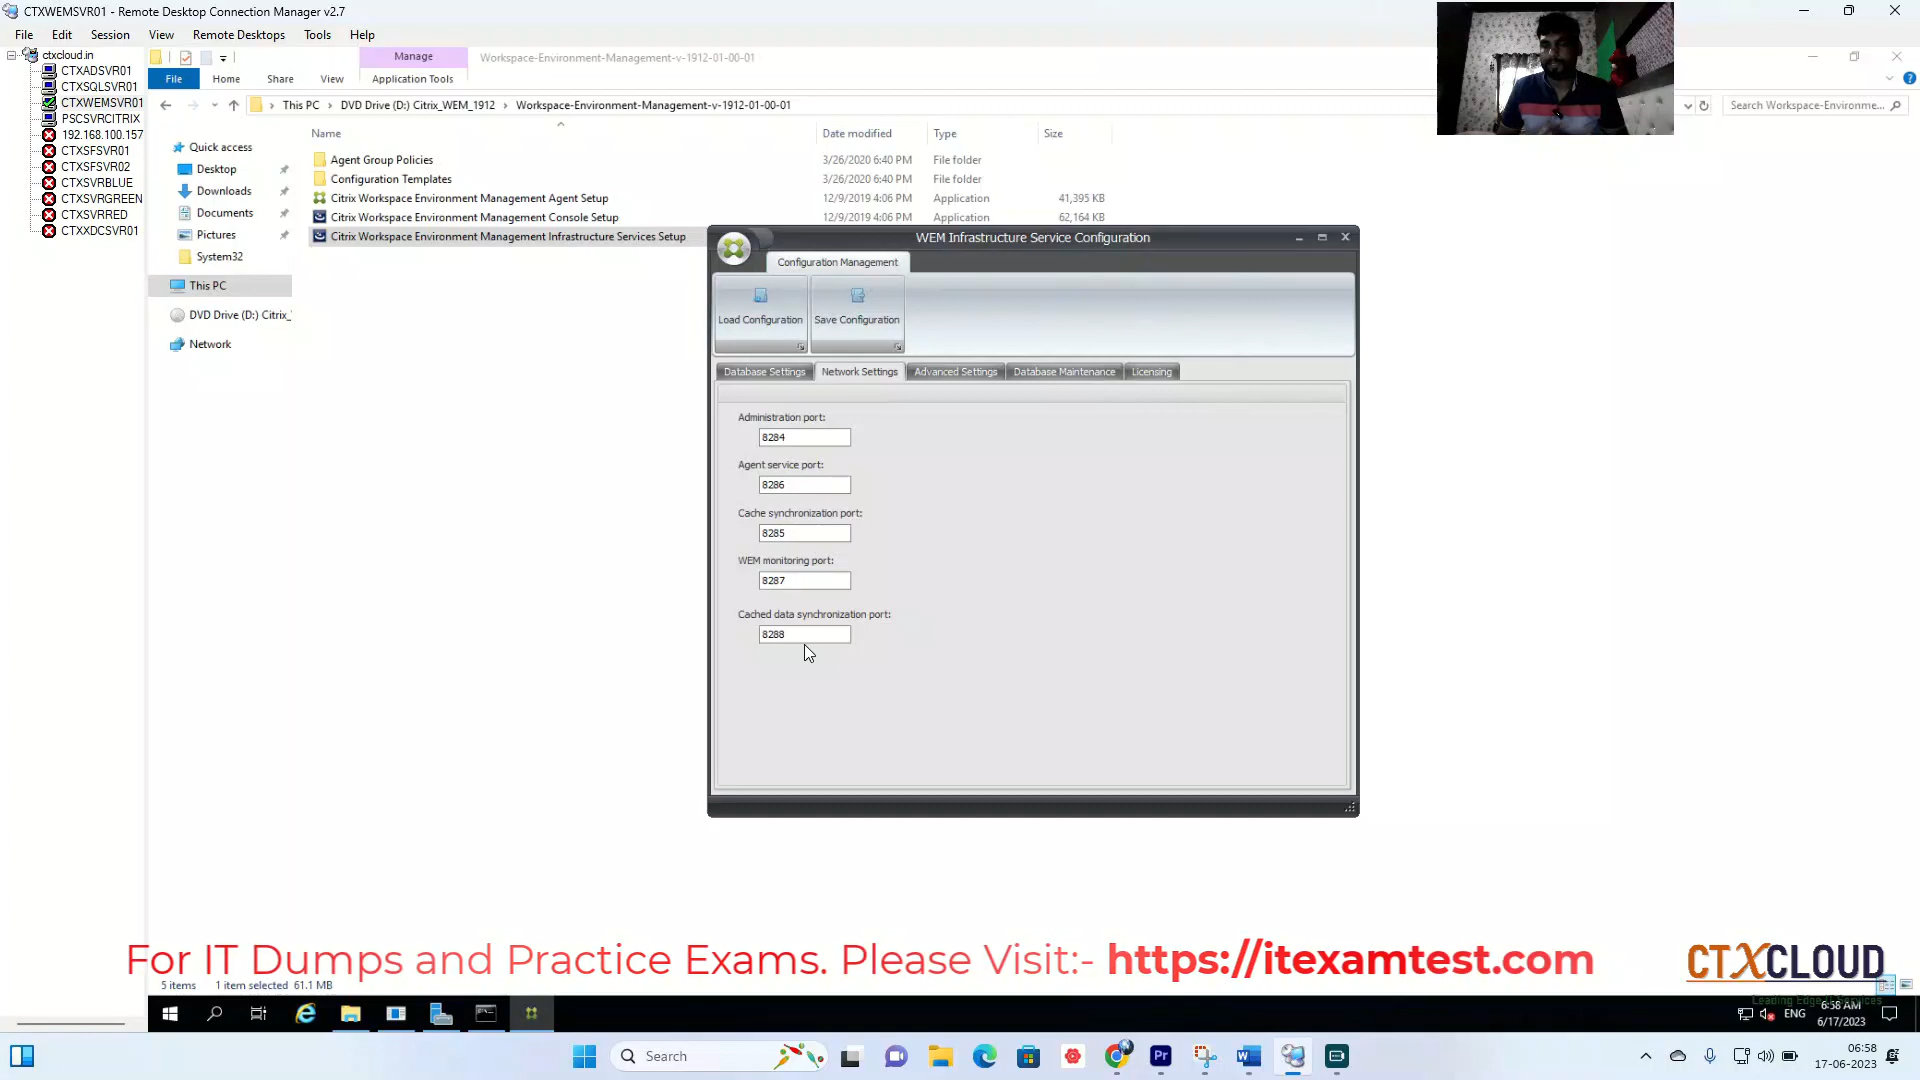 CTXWEMSVR01 - Remote Desktop Connection Manager v2.7
File Edit Session View Remote Desktops Tools Help
ctxcloud.in
CTXADSVR01
CTXSQLSVR01
CTXWEMSVR01
PSCSVRCITRIX
192.168.100.157
CTXSFSVR01
CTXSFSVR02
CTXSVRBLUE
CTXSVRGREEN
CTXSVRRED
CTXXDCSVR01
Manage
Workspace-Environment-Management-v-1912-01-00-01
File Home Share View Application Tools
This PC DVD Drive (D:) Citrix_WEM_1912 Workspace-Environment-Management-v-1912-01-00-01
Search Workspace-Environme...
Quick access
Desktop
Downloads
Documents
Pictures
System32
This PC
DVD Drive (D:) Citrix_
Network
Name Date modified Type Size
Agent Group Policies 3/26/2020 6:40 PM File folder
Configuration Templates 3/26/2020 6:40 PM File folder
Citrix Workspace Environment Management Agent Setup 12/9/2019 4:06 PM Application 41,395 KB
Citrix Workspace Environment Management Console Setup 12/9/2019 4:06 PM Application 62,164 KB
Citrix Workspace Environment Management Infrastructure Services Setup
WEM Infrastructure Service Configuration
Configuration Management
Load Configuration Save Configuration
Database Settings Network Settings Advanced Settings Database Maintenance Licensing
Administration port:
8284
Agent service port:
8286
Cache synchronization port:
8285
WEM monitoring port:
8287
Cached data synchronization port:
8288
For IT Dumps and Practice Exams. Please Visit:- https://itexamtest.com
CTXCLOUD
Leading Edge IT Services
5 items 1 item selected 61.1 MB
ENG
6:58 AM
6/17/2023
Search
Pr
06:58
17-06-2023